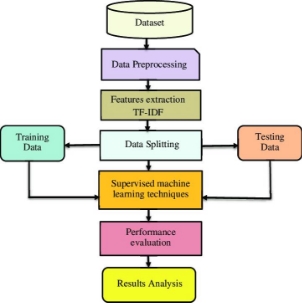 Dataset
Data Preprocessing
Features extraction
TF-IDF
Training
Data
Data Splitting
Testing
Data
Supervised machine
learning techniques
Performance
evaluation
Results Analysis